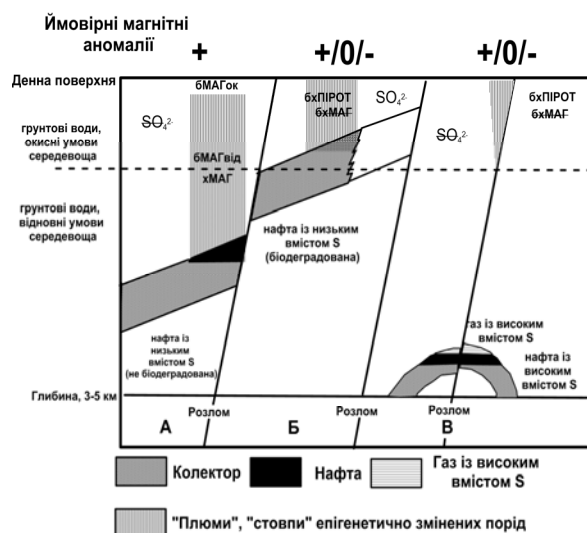 Ймовірні магнітні
аномалії
+
+/0/-
+/0/-
Денна поверхня
бМАГок
бхПІРОТ
бхМАГ
SO₄²⁻
бхПІРОТ
бхМАГ
SO₄²⁻
SO₄²⁻
грунтові води,
окисні умови
середевоща
бМАГвід
хМАГ
грунтові води,
відновні умови
середевоща
нафта із низьким
вмістом S
(біодеградована)
нафта із
низьким
вмістом S
(не біодеградована)
газ із високим
вмістом S
нафта із
високим
вмістом S
Глибина, 3-5 км
Розлом
Розлом
Розлом
А
Б
В
Колектор
Нафта
Газ із високим
вмістом S
"Плюми", "стовпи" епігенетично змінених порід